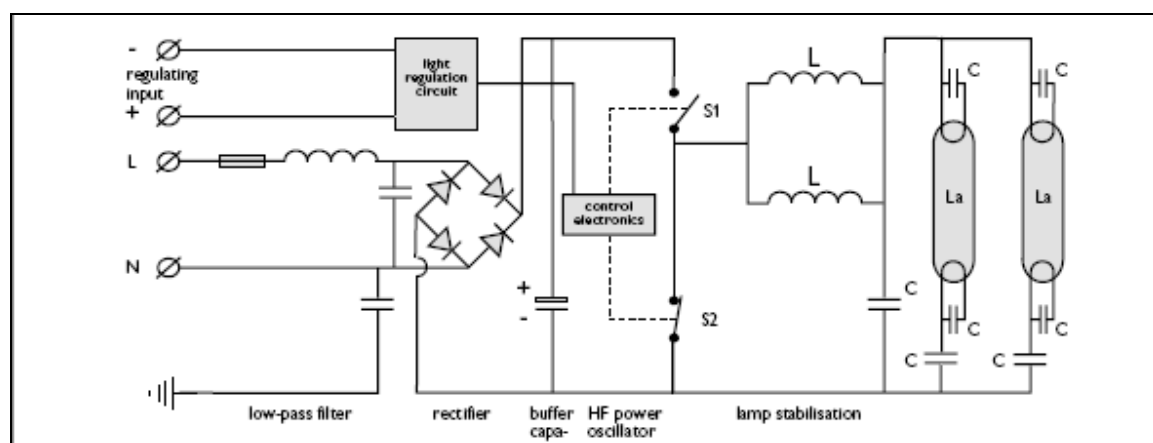 -
regulating
input
+
light
regulation
circuit
L
N
control
electronics
+
-
S1
S2
L
L
C
C
La
La
C
C
C
C
C
low-pass filter
rectifier
buffer
capa-
HF power
oscillator
lamp stabilisation